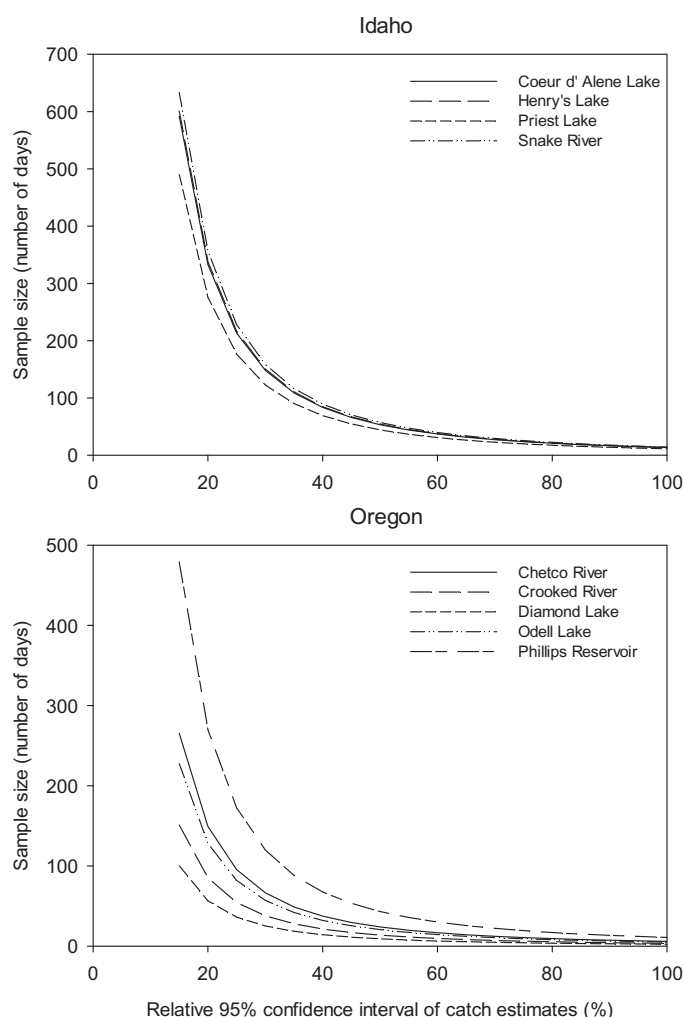 Idaho
700
600
500
400
300
200
100
0
Sample size (number of days)
Coeur d' Alene Lake
Henry's Lake
Priest Lake
Snake River
0 20 40 60 80 100
Oregon
500
400
300
200
100
0
Sample size (number of days)
Chetco River
Crooked River
Diamond Lake
Odell Lake
Phillips Reservoir
0 20 40 60 80 100
Relative 95% confidence interval of catch estimates (%)